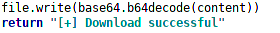 file.write(base64.b64decode(content))
return "[+] Download successful"